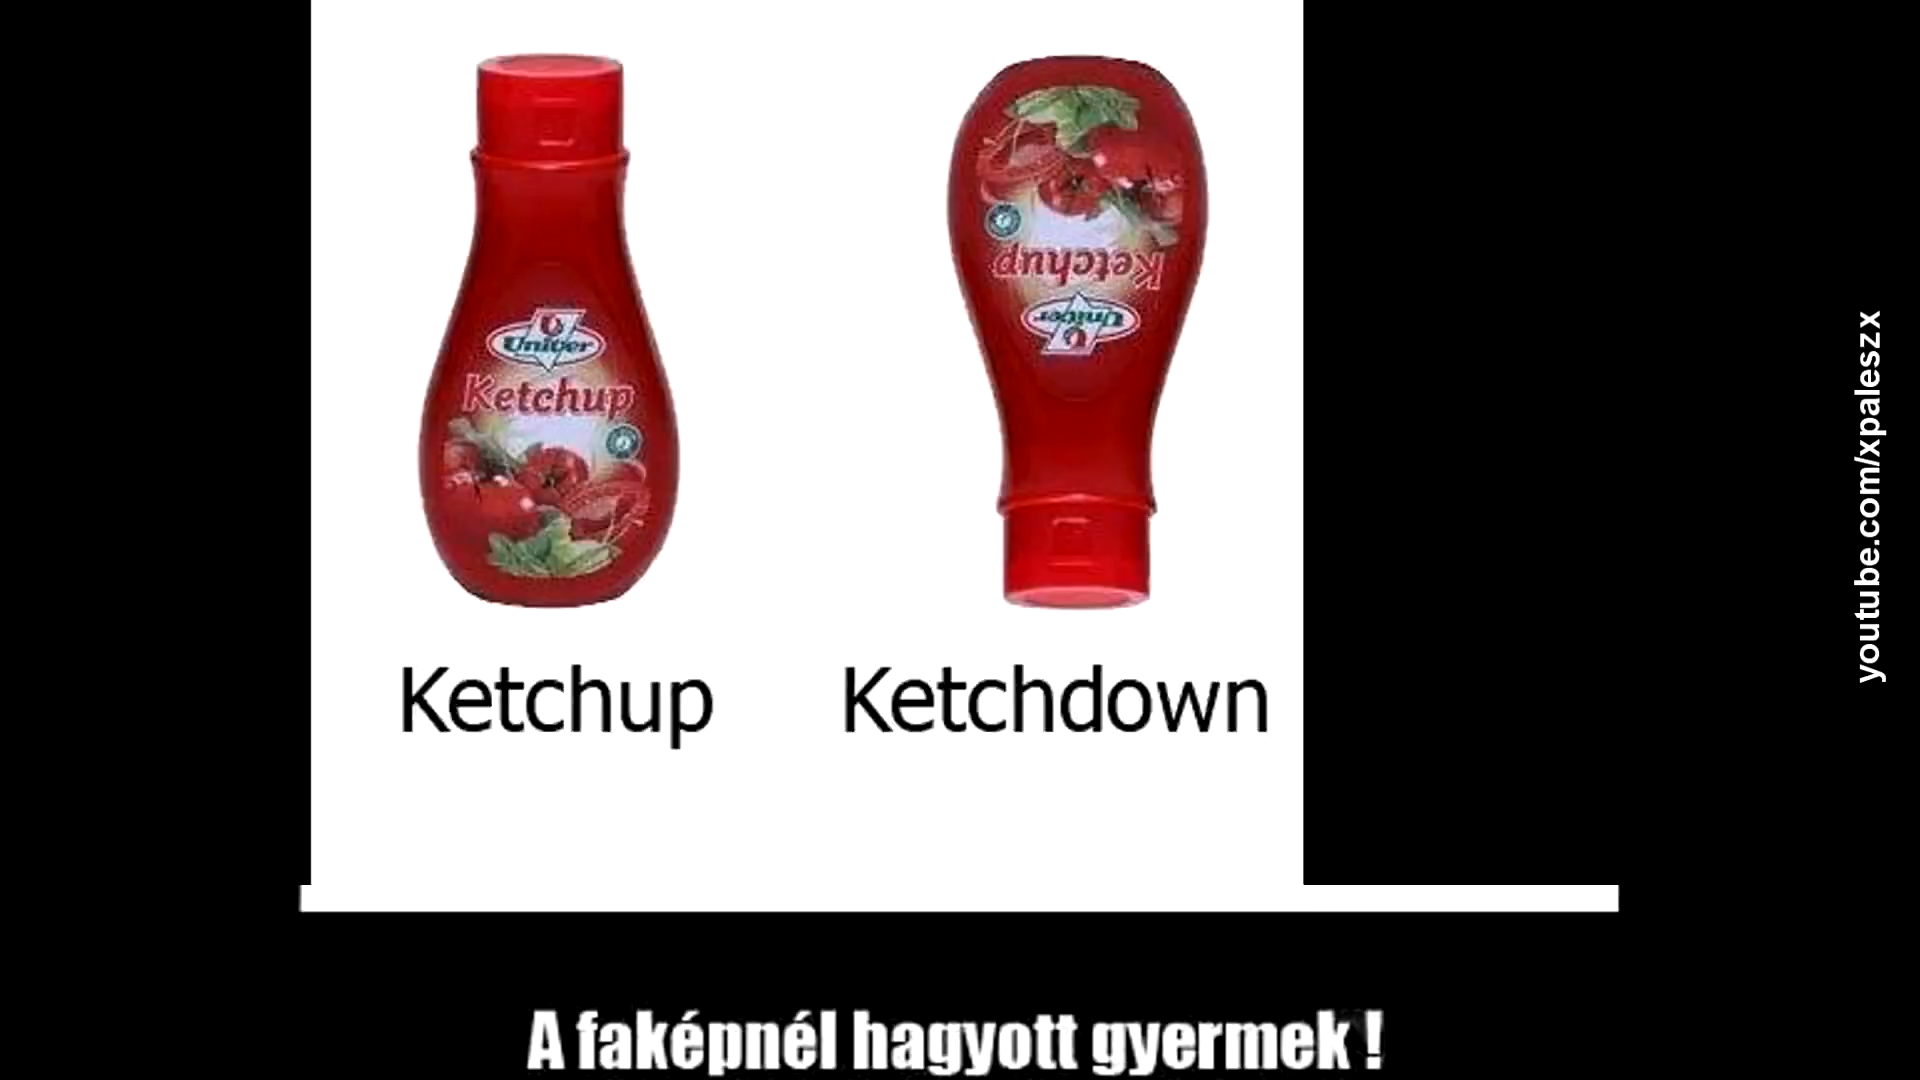 Univer
Ketchup
Ketchup
Univer
Ketchup
Ketchdown
youtube.com/xpaleszx
A faképnél hagyott gyermek !